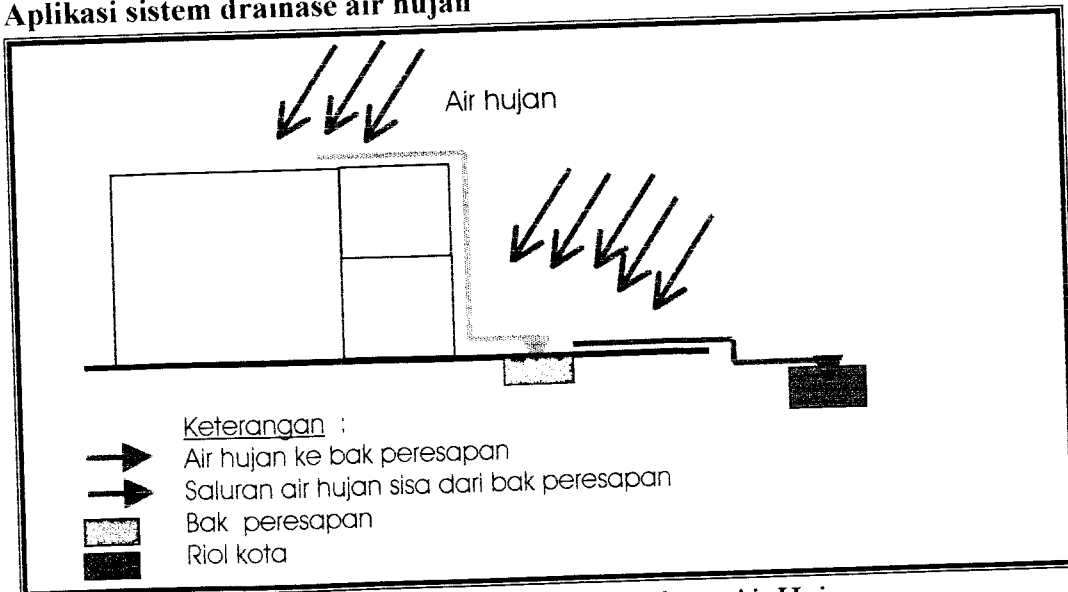 Aplikasi sistem drainase air hujan
Air hujan
Keterangan :
Air hujan ke bak peresapan
Saluran air hujan sisa dari bak peresapan
Bak peresapan
Riol kota